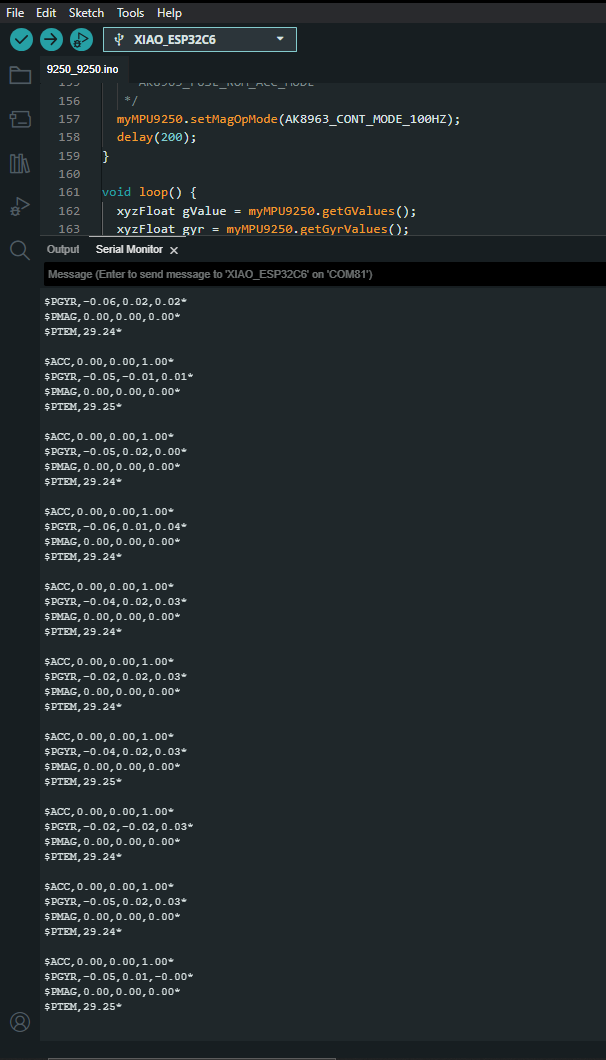 File Edit Sketch Tools Help
XIAO_ESP32C6
9250_9250.ino
155 AK8963_FUSE_ROM_ACC_MODE
156 */
157 myMPU9250.setMagOpMode(AK8963_CONT_MODE_100HZ);
158 delay(200);
159 }
160
161 void loop() {
162 xyzFloat gValue = myMPU9250.getGValues();
163 xyzFloat gyr = myMPU9250.getGyrValues();
Output Serial Monitor
Message (Enter to send message to 'XIAO_ESP32C6' on 'COM81')
$PGYR,-0.06,0.02,0.02*
$PMAG,0.00,0.00,0.00*
$PTEM,29.24*
$ACC,0.00,0.00,1.00*
$PGYR,-0.05,-0.01,0.01*
$PMAG,0.00,0.00,0.00*
$PTEM,29.25*
$ACC,0.00,0.00,1.00*
$PGYR,-0.05,0.02,0.00*
$PMAG,0.00,0.00,0.00*
$PTEM,29.24*
$ACC,0.00,0.00,1.00*
$PGYR,-0.06,0.01,0.04*
$PMAG,0.00,0.00,0.00*
$PTEM,29.24*
$ACC,0.00,0.00,1.00*
$PGYR,-0.04,0.02,0.03*
$PMAG,0.00,0.00,0.00*
$PTEM,29.24*
$ACC,0.00,0.00,1.00*
$PGYR,-0.02,0.02,0.03*
$PMAG,0.00,0.00,0.00*
$PTEM,29.24*
$ACC,0.00,0.00,1.00*
$PGYR,-0.04,0.02,0.03*
$PMAG,0.00,0.00,0.00*
$PTEM,29.25*
$ACC,0.00,0.00,1.00*
$PGYR,-0.02,-0.02,0.03*
$PMAG,0.00,0.00,0.00*
$PTEM,29.24*
$ACC,0.00,0.00,1.00*
$PGYR,-0.05,0.02,0.03*
$PMAG,0.00,0.00,0.00*
$PTEM,29.24*
$ACC,0.00,0.00,1.00*
$PGYR,-0.05,0.01,-0.00*
$PMAG,0.00,0.00,0.00*
$PTEM,29.25*